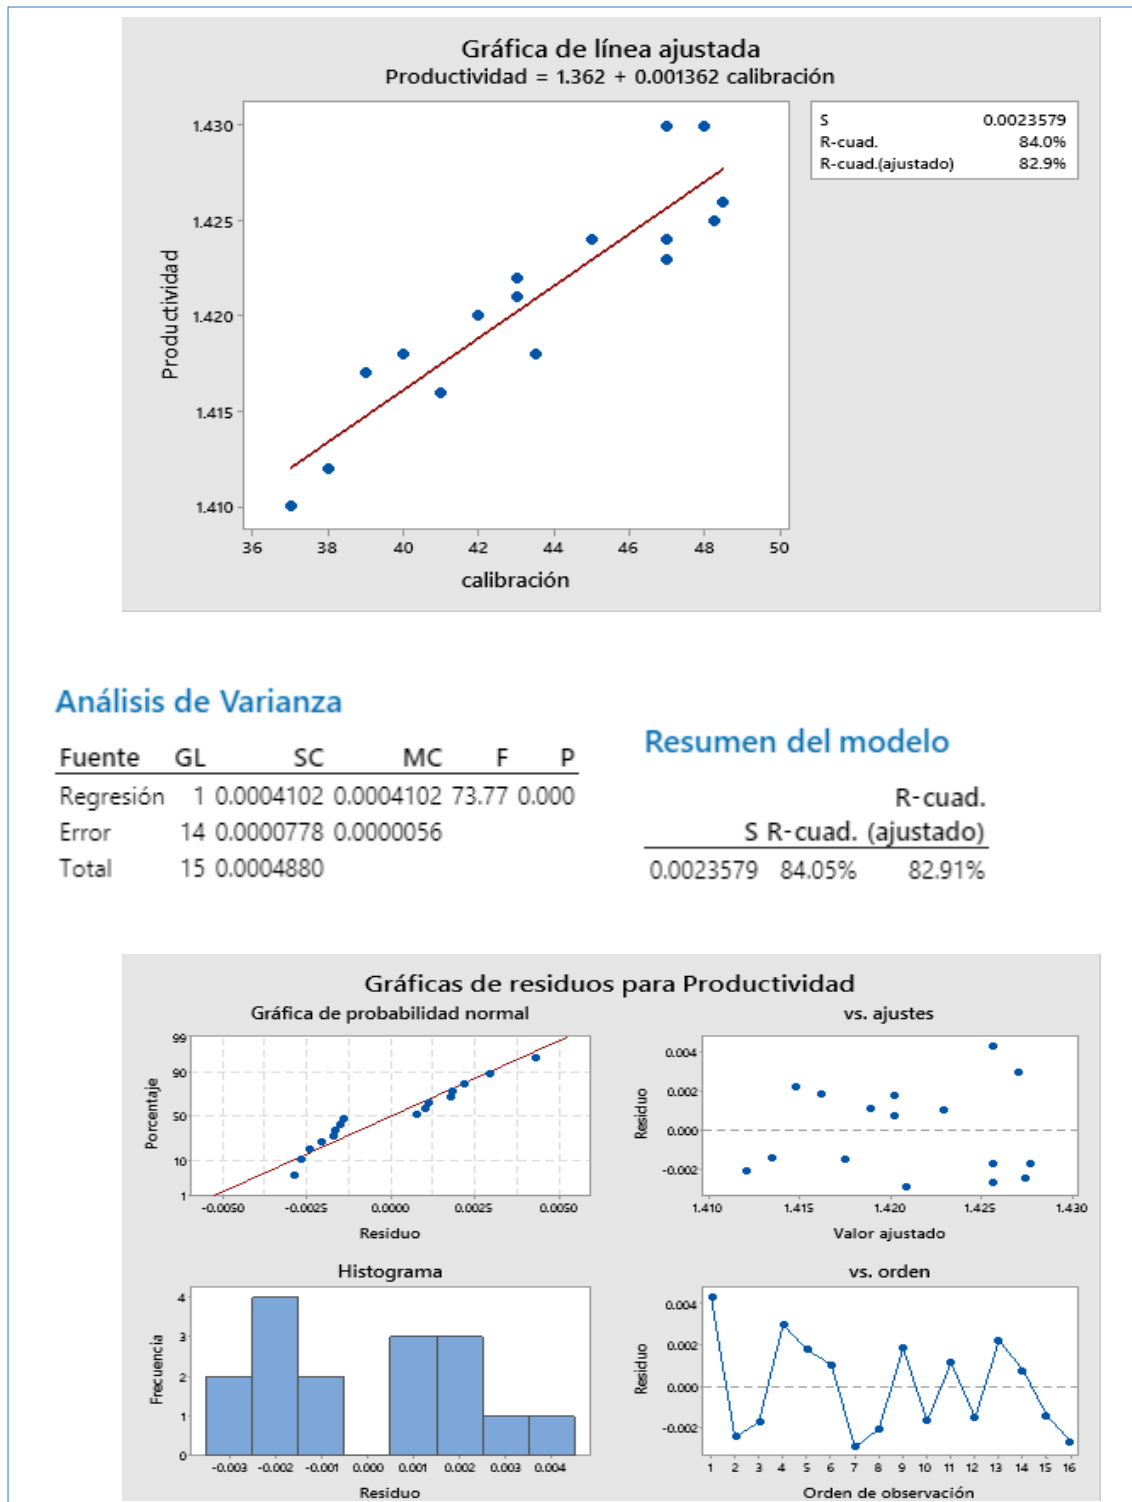 Gráfica de línea ajustada
Productividad = 1.362 + 0.001362 calibración
S 0.0023579
R-cuad. 84.0%
R-cuad.(ajustado) 82.9%
1.430
1.425
1.420
1.415
1.410
Productividad
36 38 40 42 44 46 48 50
calibración
Análisis de Varianza
Fuente GL SC MC F P
Regresión 1 0.0004102 0.0004102 73.77 0.000
Error 14 0.0000778 0.0000056
Total 15 0.0004880
Resumen del modelo
R-cuad.
S R-cuad. (ajustado)
0.0023579 84.05% 82.91%
Gráficas de residuos para Productividad
Gráfica de probabilidad normal
99
90
50
10
1
Porcentaje
-0.0050 -0.0025 0.0000 0.0025 0.0050
Residuo
vs. ajustes
0.004
0.002
0.000
-0.002
Residuo
1.410 1.415 1.420 1.425 1.430
Valor ajustado
Histograma
4
3
2
1
0
Frecuencia
-0.003 -0.002 -0.001 0.000 0.001 0.002 0.003 0.004
Residuo
vs. orden
0.004
0.002
0.000
-0.002
Residuo
1 2 3 4 5 6 7 8 9 10 11 12 13 14 15 16
Orden de observación